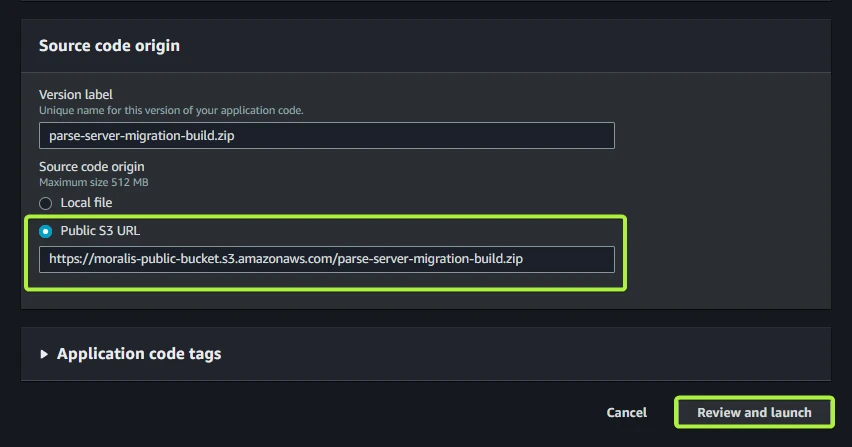 Source code origin
Version label
Unique name for this version of your application code.
parse-server-migration-build.zip
Source code origin
Maximum size 512 MB
Local file
Public S3 URL
https://moralis-public-bucket.s3.amazonaws.com/parse-server-migration-build.zip
Application code tags
Cancel
Review and launch